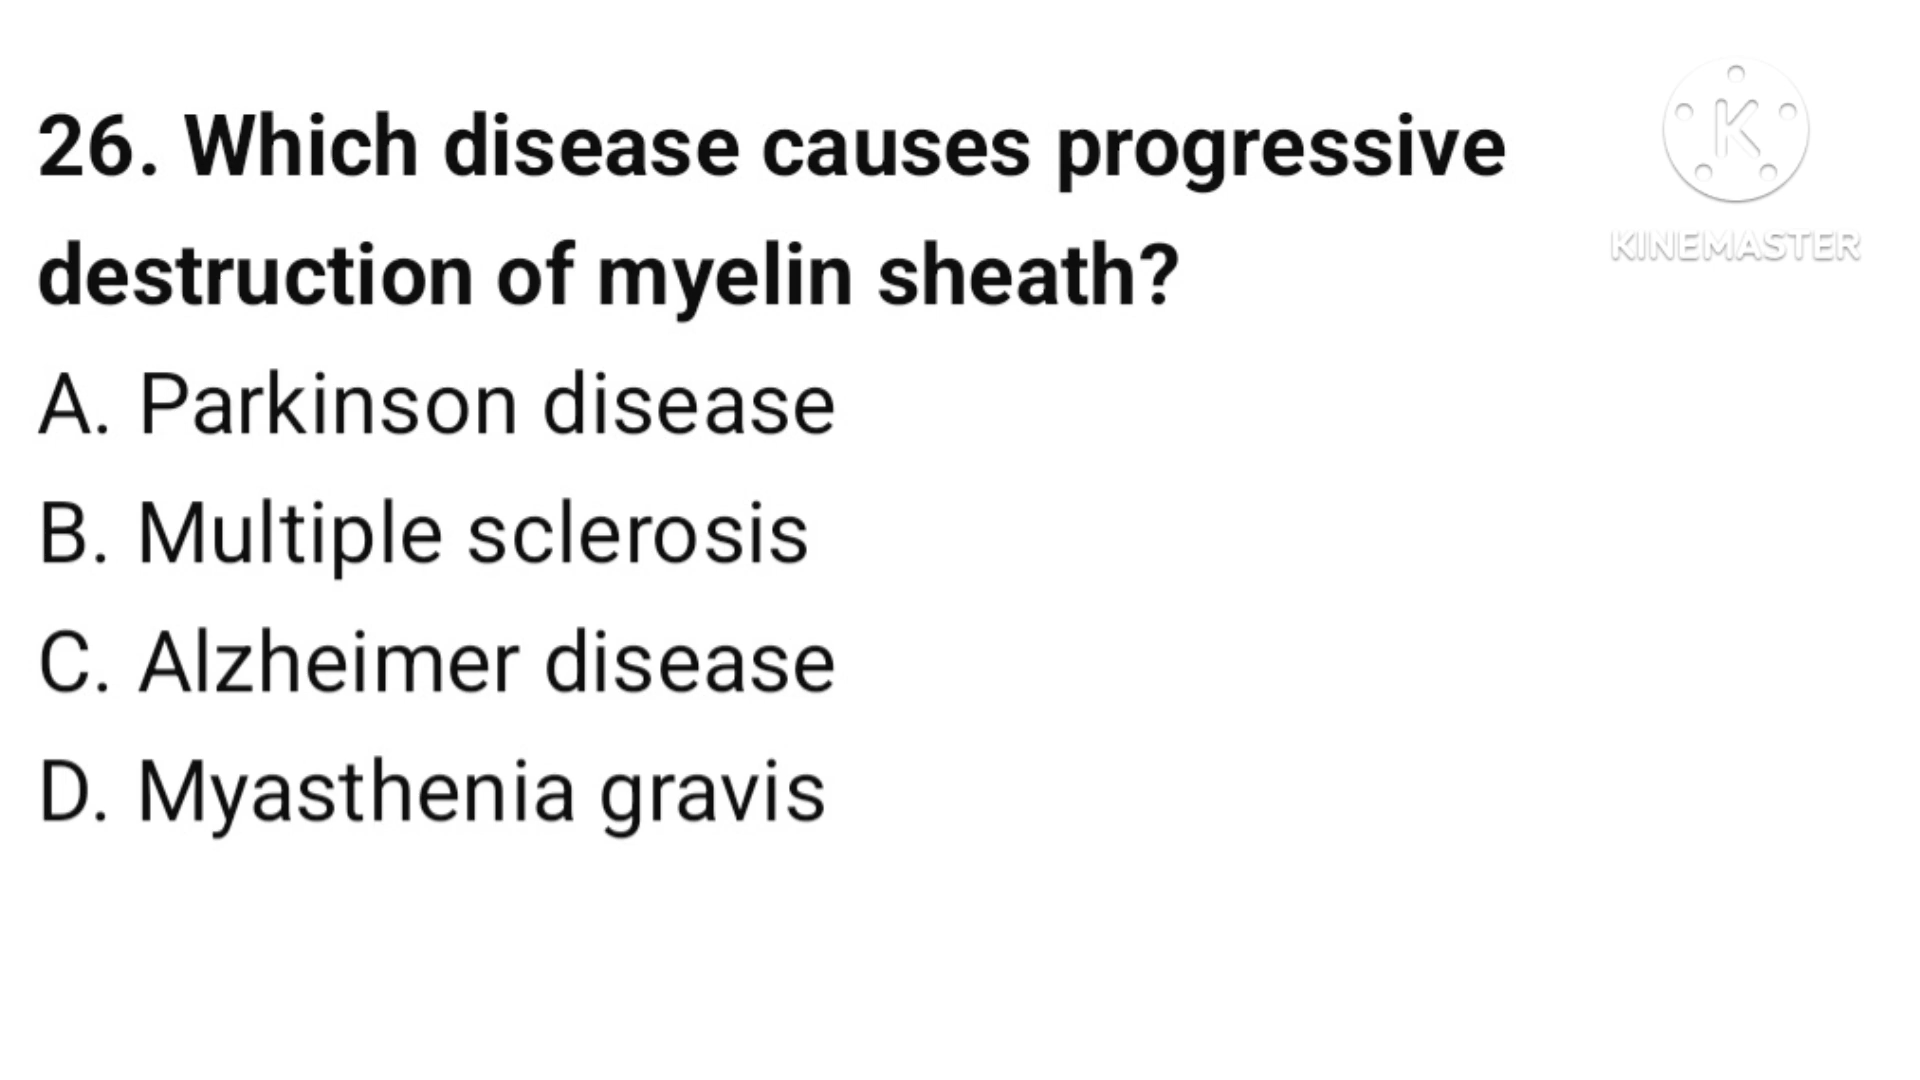 26. Which disease causes progressive
destruction of myelin sheath?
A. Parkinson disease
B. Multiple sclerosis
C. Alzheimer disease
D. Myasthenia gravis
K
KINEMASTER